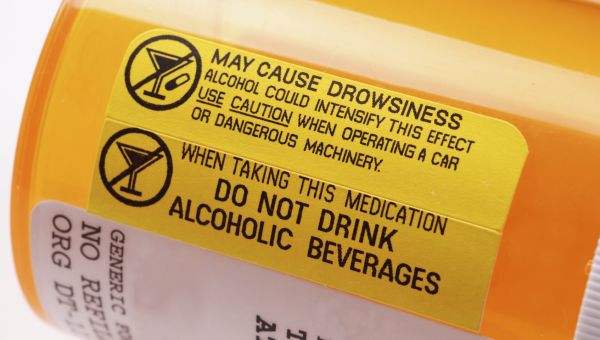 MAY CAUSE DROWSINESS
ALCOHOL COULD INTENSIFY THIS EFFECT
USE CAUTION WHEN OPERATING A CAR
OR DANGEROUS MACHINERY.
WHEN TAKING THIS MEDICATION
DO NOT DRINK
ALCOHOLIC BEVERAGES
GENERIC
NO
ORG DT-